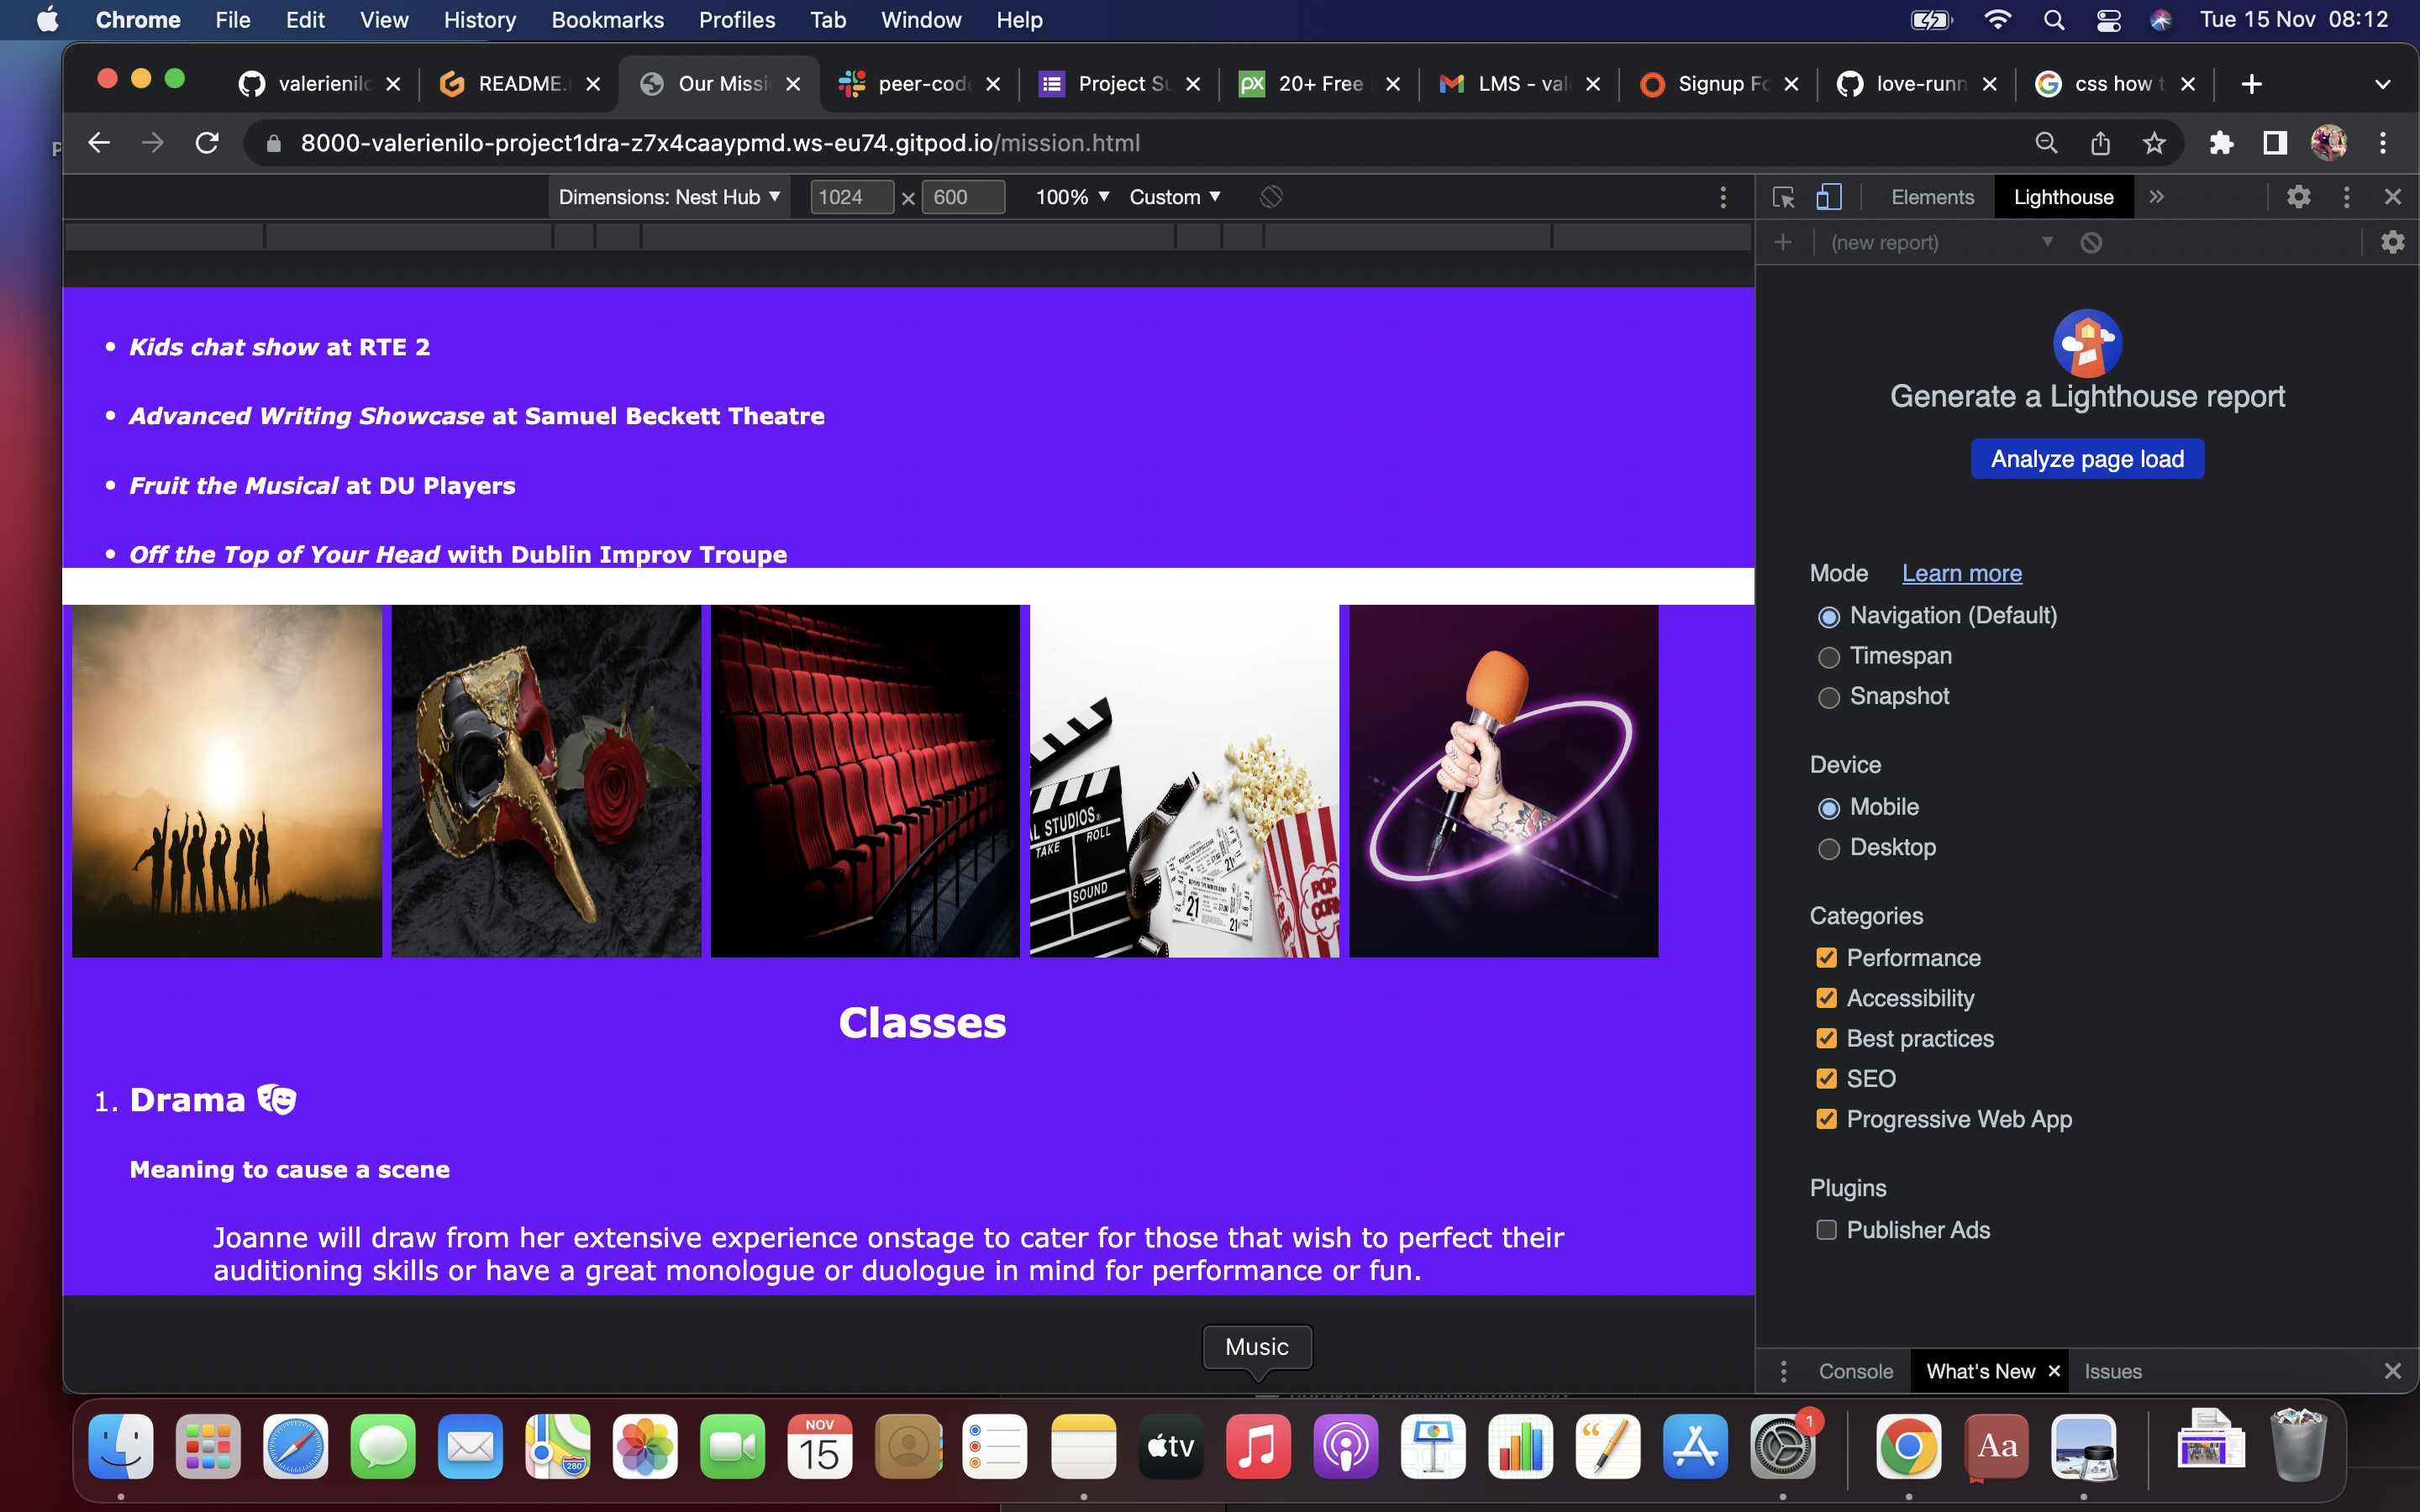 Chrome File Edit View History Bookmarks Profiles Tab Window Help Tue 15 Nov 08:12
valerienilo README. Our Missi peer-code Project Su 20+ Free LMS - val Signup Fo love-runn css how t
8000-valerienilo-project1dra-z7x4caaypmd.ws-eu74.gitpod.io/mission.html
Dimensions: Nest Hub 1024 × 600 100% Custom
Elements Lighthouse
(new report)
Kids chat show at RTE 2
Advanced Writing Showcase at Samuel Beckett Theatre
Fruit the Musical at DU Players
Off the Top of Your Head with Dublin Improv Troupe
AL STUDIOS®
ROLL
TAKE
SOUND
21
21
21
POP
CORN
Classes
1. Drama
Meaning to cause a scene
Joanne will draw from her extensive experience onstage to cater for those that wish to perfect their
auditioning skills or have a great monologue or duologue in mind for performance or fun.
Generate a Lighthouse report
Analyze page load
Mode Learn more
Navigation (Default)
Timespan
Snapshot
Device
Mobile
Desktop
Categories
Performance
Accessibility
Best practices
SEO
Progressive Web App
Plugins
Publisher Ads
Console What's New Issues
Music
NOV
15
280
tv
1
Aa